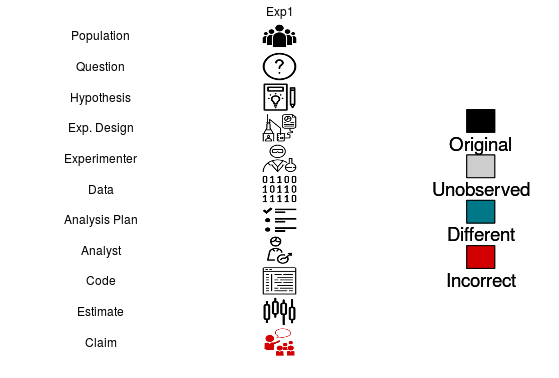 Exp1
Population
Question
?
Hypothesis
Exp. Design
Experimenter
Data
01100
10110
11110
Analysis Plan
Analyst
Code
Estimate
Claim
Original
Unobserved
Different
Incorrect